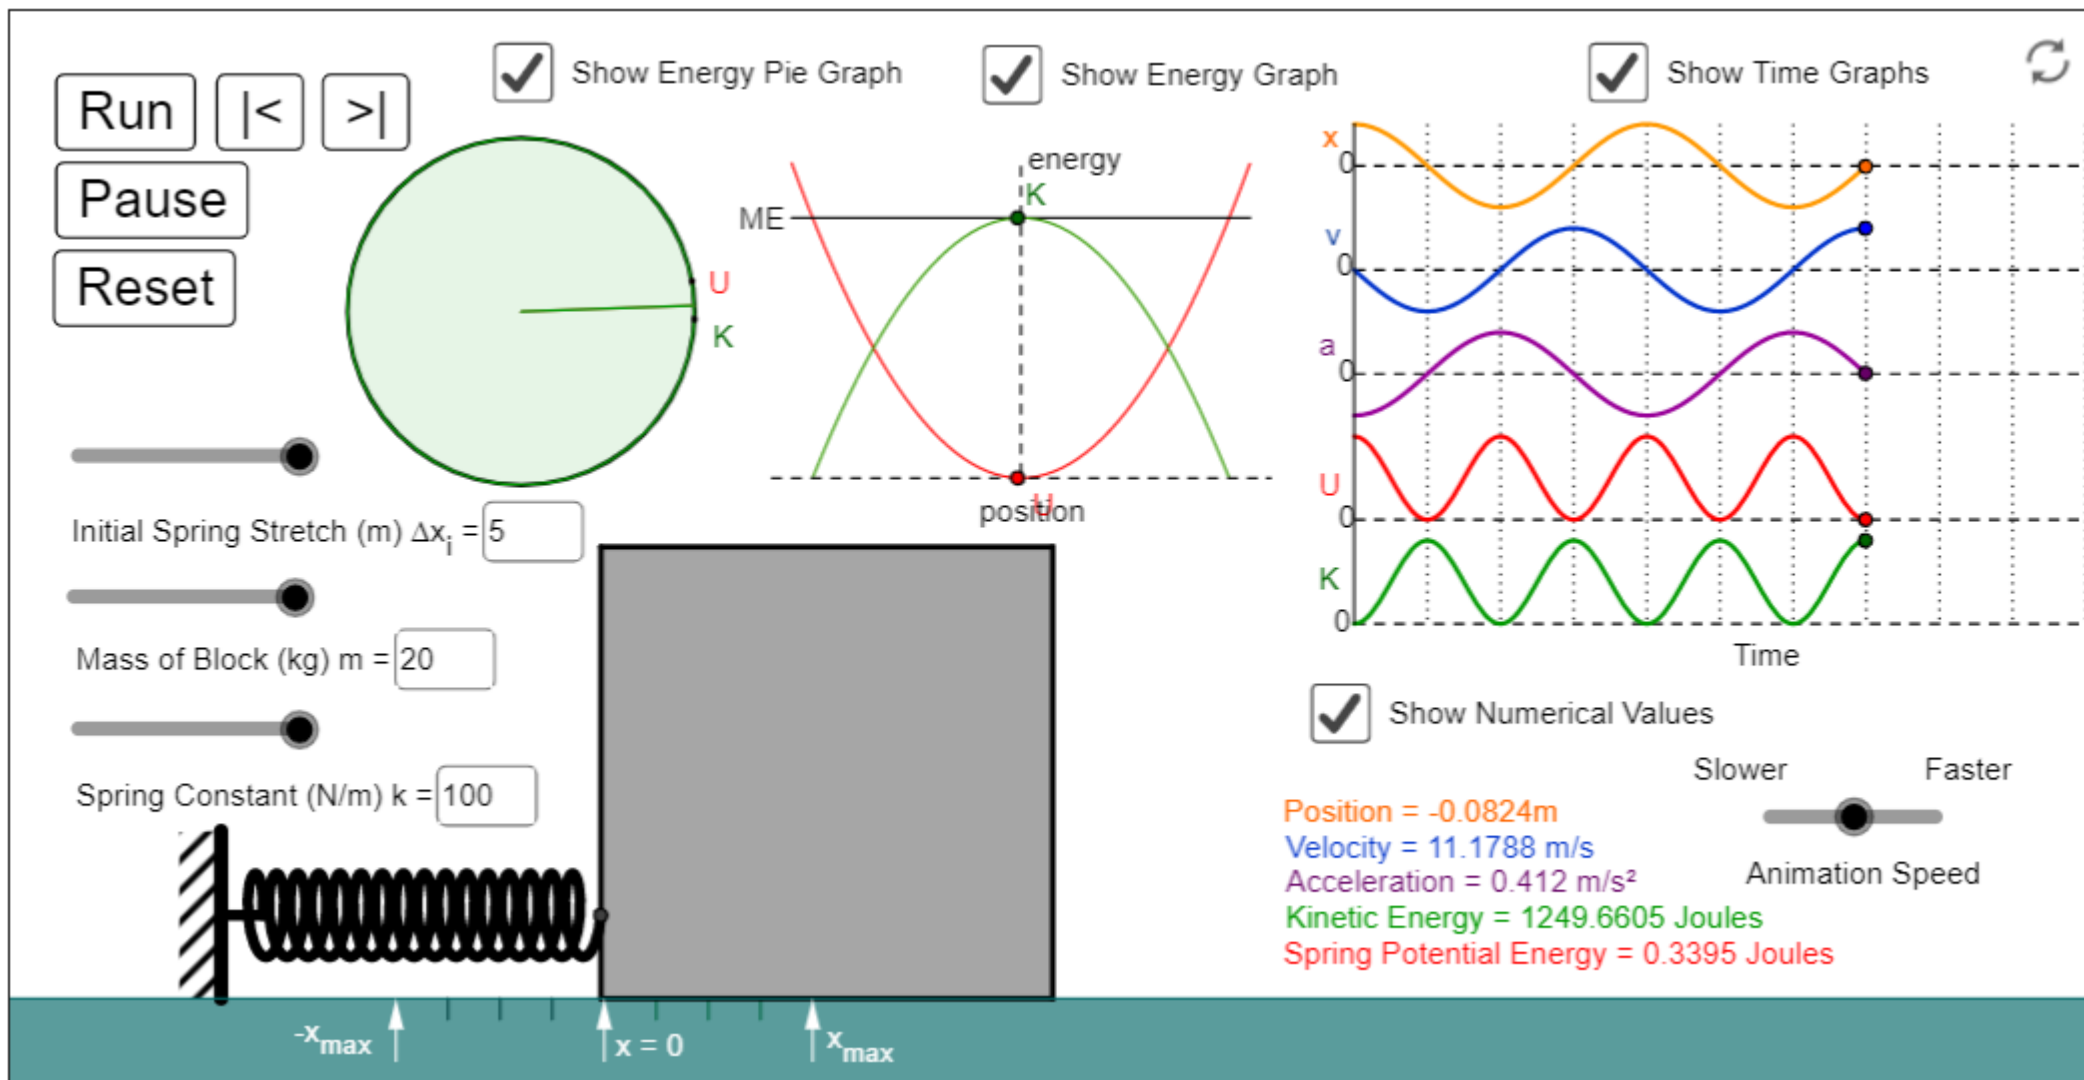 Run |< >|
Pause
Reset
Show Energy Pie Graph
Show Energy Graph
Show Time Graphs
U
K
energy
K
ME
U
position
x
0
v
0
a
0
U
0
K
0
Time
Initial Spring Stretch (m) Δxi = 5
Mass of Block (kg) m = 20
Spring Constant (N/m) k = 100
Show Numerical Values
Slower Faster
Animation Speed
Position = -0.0824m
Velocity = 11.1788 m/s
Acceleration = 0.412 m/s²
Kinetic Energy = 1249.6605 Joules
Spring Potential Energy = 0.3395 Joules
-xmax
x = 0
xmax